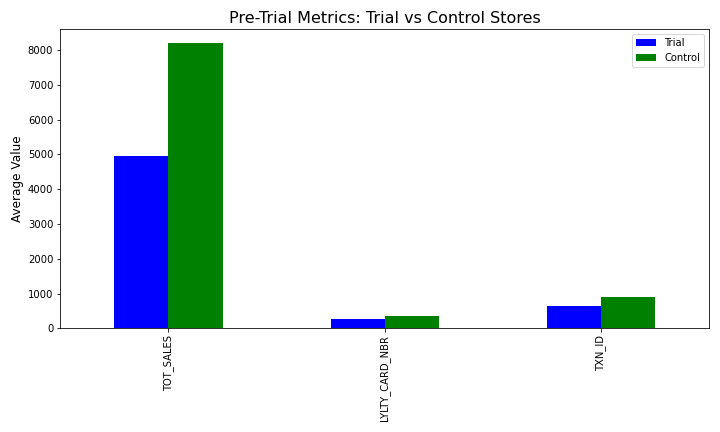 Pre-Trial Metrics: Trial vs Control Stores
Trial
Control
Average Value
8000
7000
6000
5000
4000
3000
2000
1000
0
TOT_SALES
LYLTY_CARD_NBR
TXN_ID